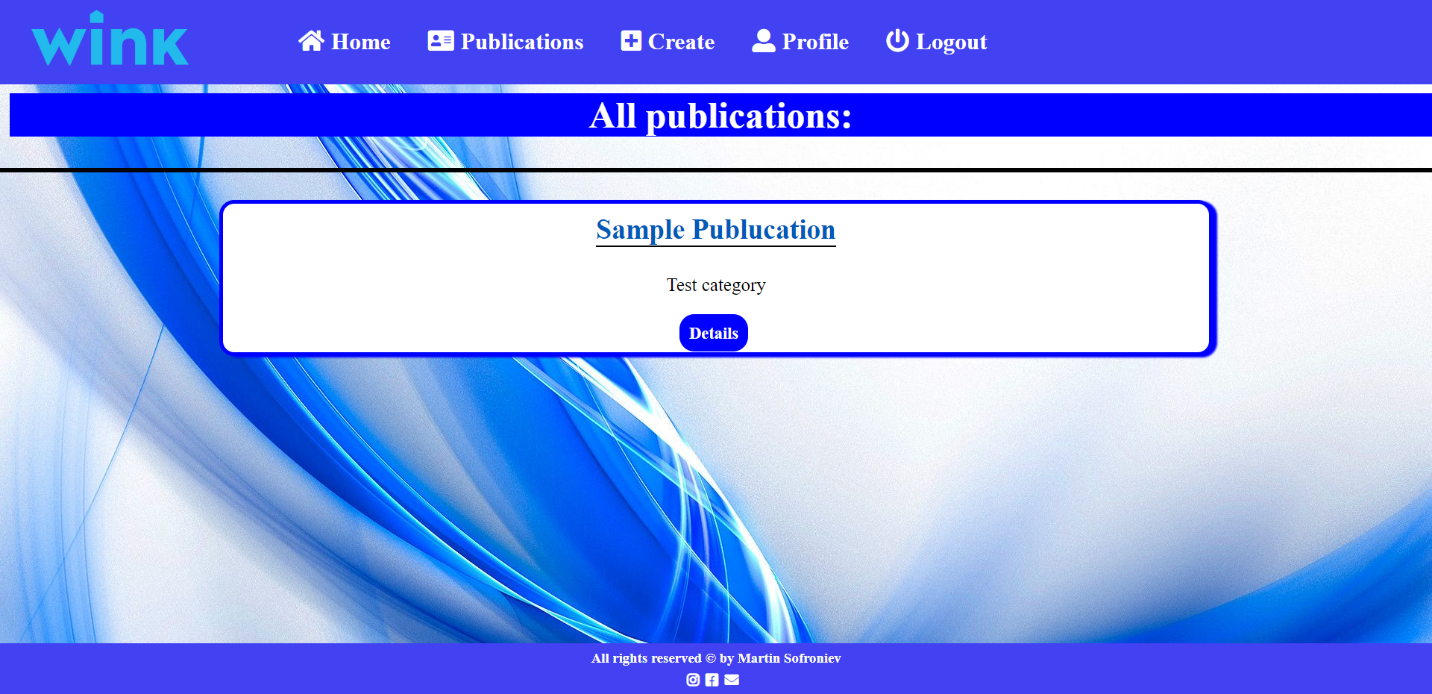 wink
Home Publications Create Profile Logout
All publications:
Sample Publucation
Test category
Details
All rights reserved © by Martin Sofroniev